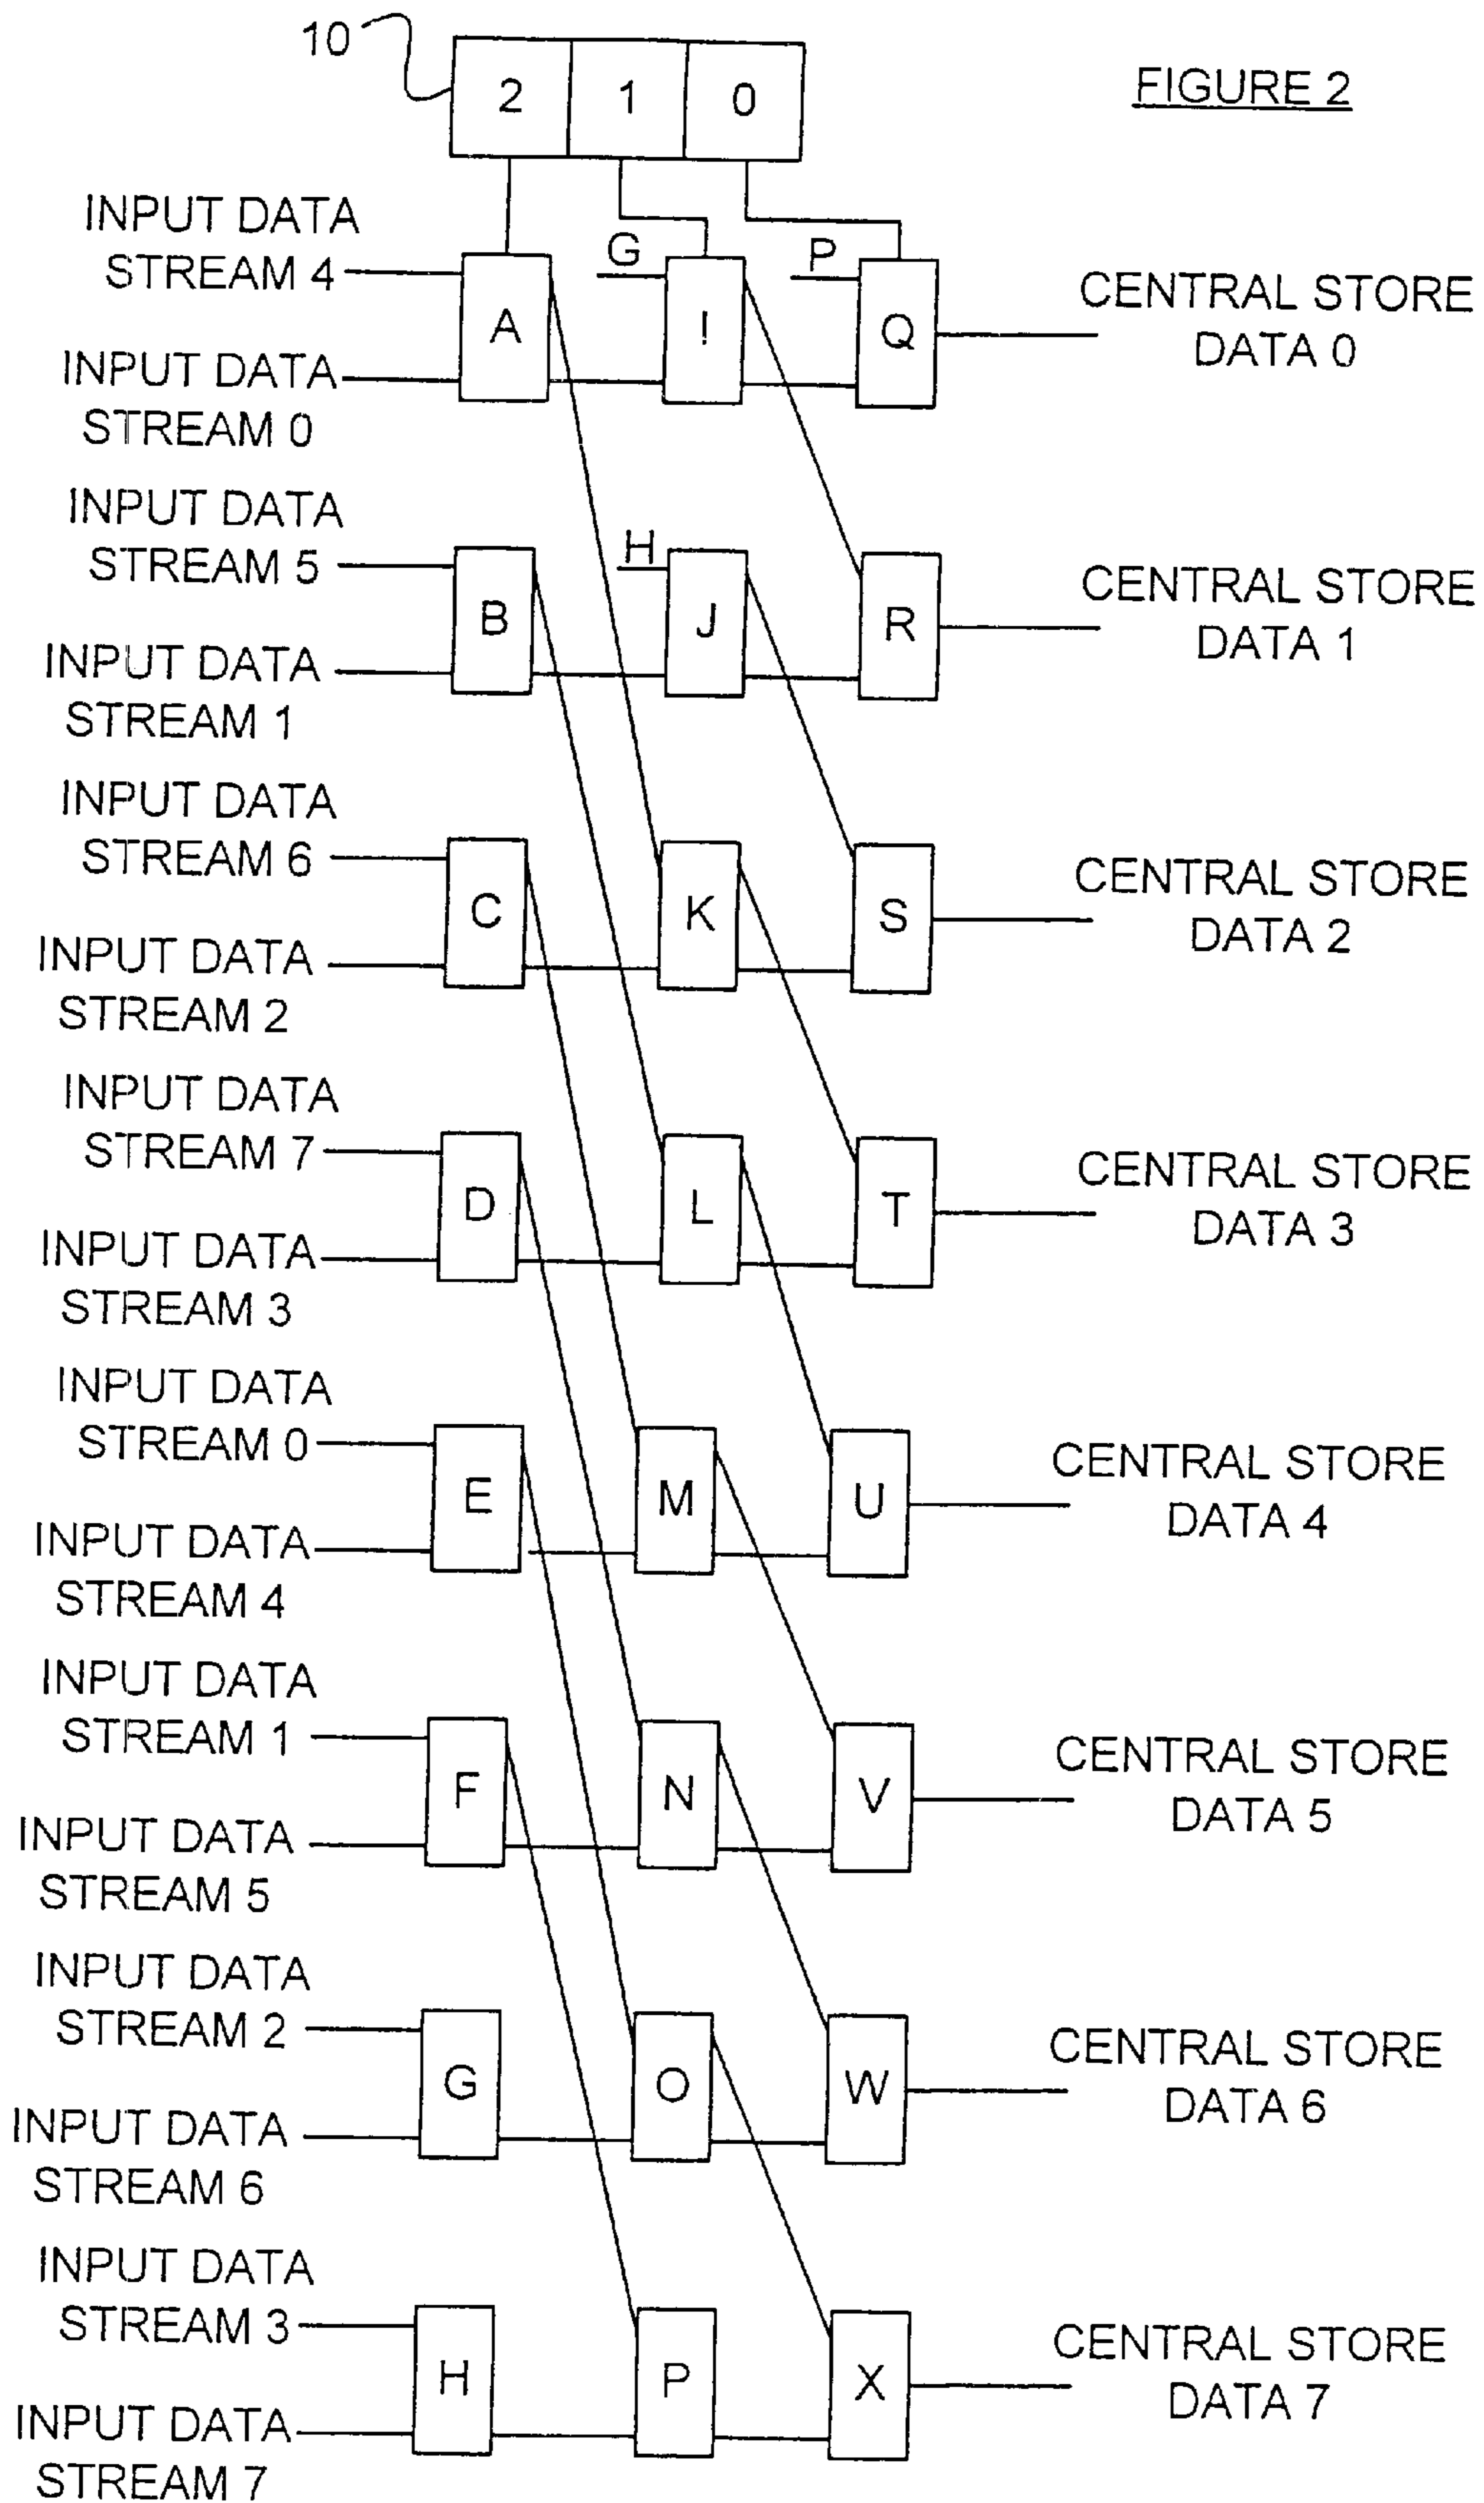 10
2 1 0
FIGURE 2
INPUT DATA
STREAM 4
G
P
A
!
Q
CENTRAL STORE
DATA 0
INPUT DATA
STREAM 0
INPUT DATA
STREAM 5
H
B
J
R
CENTRAL STORE
DATA 1
INPUT DATA
STREAM 1
INPUT DATA
STREAM 6
C
K
S
CENTRAL STORE
DATA 2
INPUT DATA
STREAM 2
INPUT DATA
STREAM 7
D
L
T
CENTRAL STORE
DATA 3
INPUT DATA
STREAM 3
INPUT DATA
STREAM 0
E
M
U
CENTRAL STORE
DATA 4
INPUT DATA
STREAM 4
INPUT DATA
STREAM 1
F
N
V
CENTRAL STORE
DATA 5
INPUT DATA
STREAM 5
INPUT DATA
STREAM 2
G
O
W
CENTRAL STORE
DATA 6
INPUT DATA
STREAM 6
INPUT DATA
STREAM 3
H
P
X
CENTRAL STORE
DATA 7
INPUT DATA
STREAM 7